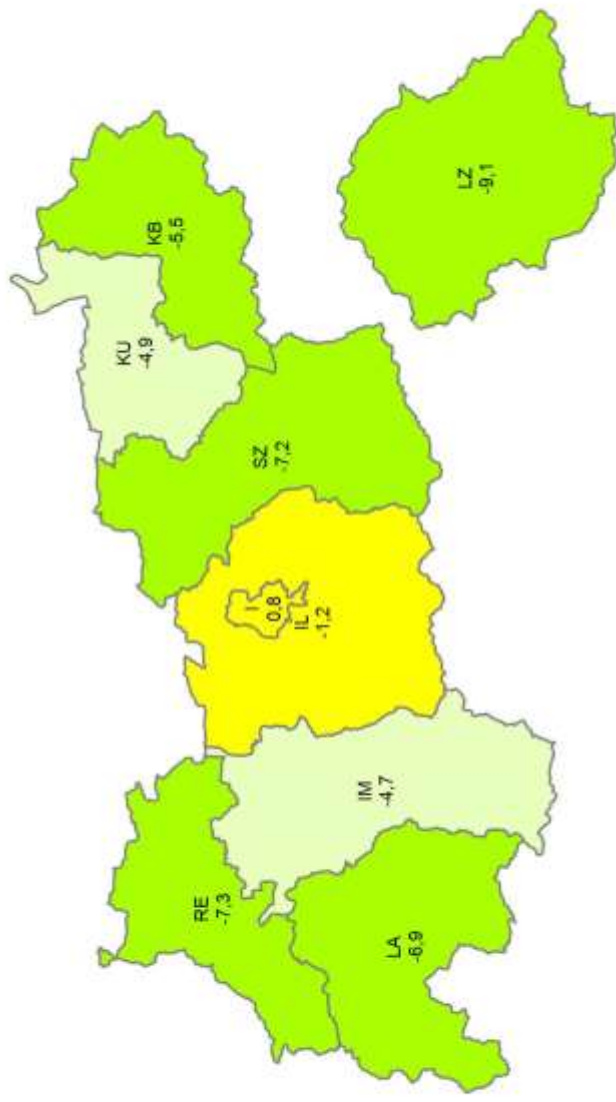 KU
-4,9
KB
-5,5
LZ
-9,1
SZ
-7,2
I
0,8
IL
-1,2
IM
-4,7
RE
-7,3
LA
-6,9